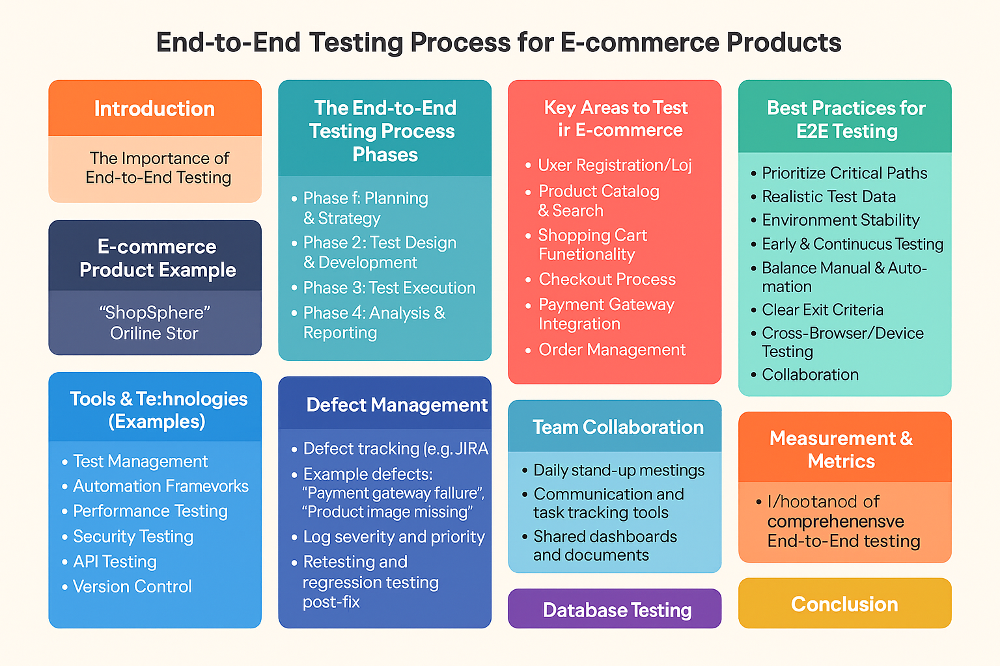 End-to-End Testing Process for E-commerce Products
Introduction
The Importance of
End-to-End Testing
E-commerce
Product Example
“ShopSphere”
Oriline Stor
Tools & Te:hnologies
(Examples)
• Test Management
• Automation Framevorks
• Performance Testing
• Security Testing
• API Testing
• Version Control
The End-to-End
Testing Process
Phases
• Phase f: Planning
& Strategy
• Phase 2: Test Design
& Development
• Phase 3: Test Execution
• Phase 4: Analysis &
Reporting
Defect Management
• Defect tracking (e.g. JIRA
• Example defects:
“Payment gateway fallure”,
“Product image missing”
• Log severity and priority
• Retesting and
regression testing
post-fix
Key Areas to Test
ir E-commerce
• Uxer Registration/Loj
• Product Catalog
& Search
• Shopping Cart
Funetionality
• Checkout Process
• Payment Gateway
Integration
• Order Management
Team Collaboration
• Daily stand-up mestings
• Communication and
task tracking tools
• Shared dashboards
and documents
Database Testing
Best Practices for
E2E Testing
• Prioritize Critical Paths
• Realistic Test Data
• Environment Stability
• Early & Continucus Testing
• Balance Manual & Auto-
mation
• Clear Exit Criteria
• Cross-Browser/Device
Testing
• Collaboration
Measurement &
Metrics
• of
comprehenensve
End-to-End testing
Conclusion